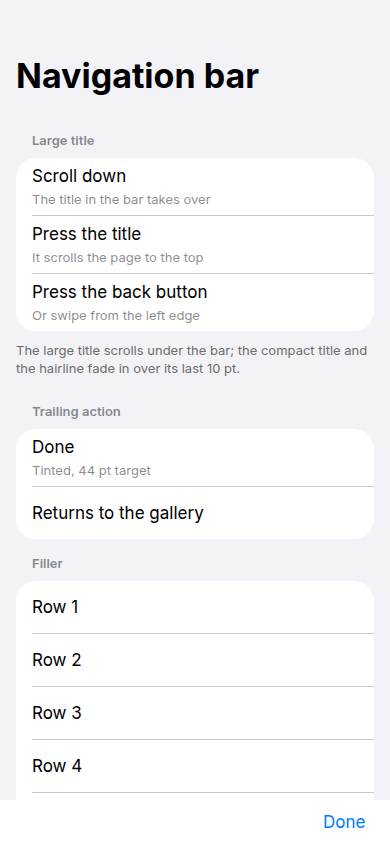 Navigation bar
Large title
Scroll down
The title in the bar takes over
Press the title
It scrolls the page to the top
Press the back button
Or swipe from the left edge
The large title scrolls under the bar; the compact title and
the hairline fade in over its last 10 pt.
Trailing action
Done
Tinted, 44 pt target
Returns to the gallery
Filler
Row 1
Row 2
Row 3
Row 4
Done